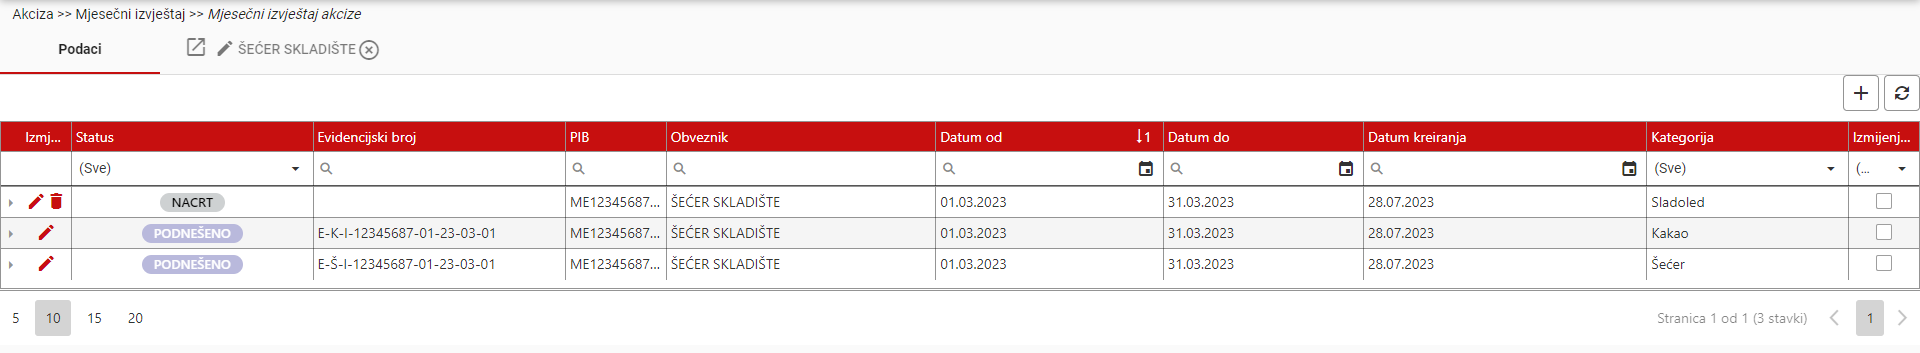 Akciza >> Mjesečni izvještaj >> Mjesečni izvještaj akcize
Podaci ŠEĆER SKLADIŠTE
Izmj... Status Evidencijski broj PIB Obveznik Datum od 1 Datum do Datum kreiranja Kategorija Izmijenj...
(Sve) (Sve) (...
NACRT ME12345687... ŠEĆER SKLADIŠTE 01.03.2023 31.03.2023 28.07.2023 Sladoled
PODNEŠENO E-K-I-12345687-01-23-03-01 ME12345687... ŠEĆER SKLADIŠTE 01.03.2023 31.03.2023 28.07.2023 Kakao
PODNEŠENO E-Š-I-12345687-01-23-03-01 ME12345687... ŠEĆER SKLADIŠTE 01.03.2023 31.03.2023 28.07.2023 Šećer
5 10 15 20 Stranica 1 od 1 (3 stavki) 1